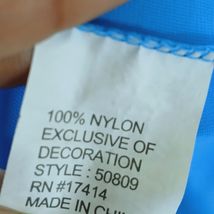 100% NYLON
EXCLUSIVE OF
DECORATION
STYLE : 50809
RN #17414
MADE IN CHI